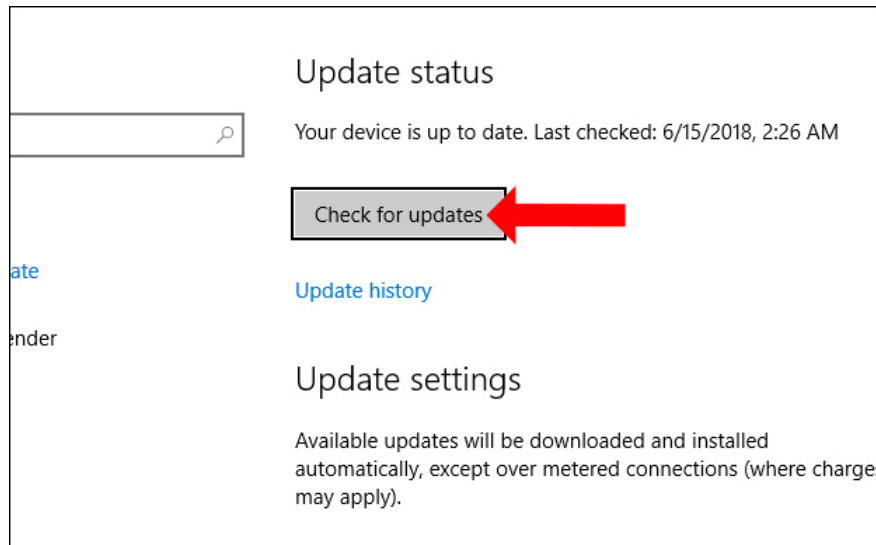 Update status
Your device is up to date. Last checked: 6/15/2018, 2:26 AM
Check for updates
ate
Update history
ender
Update settings
Available updates will be downloaded and installed
automatically, except over metered connections (where charges
may apply).